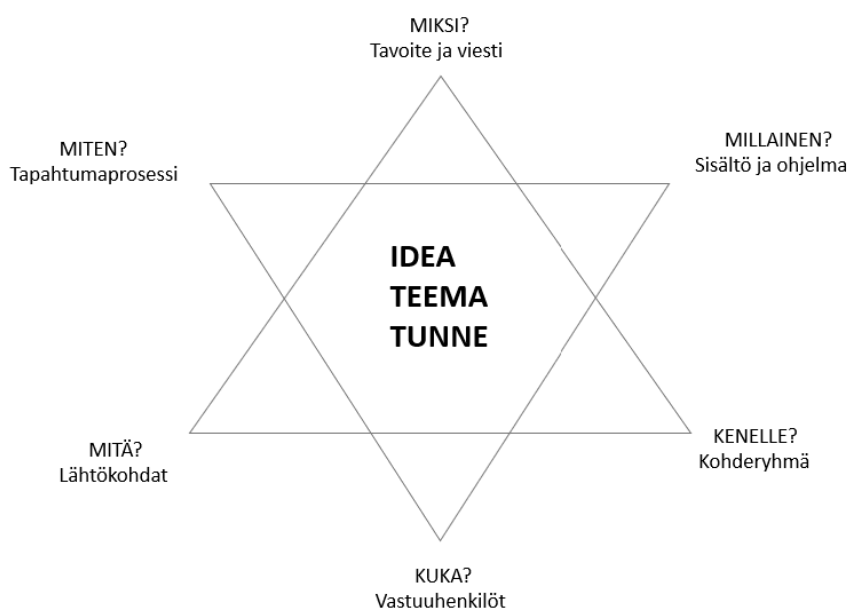 MIKSI?
Tavoite ja viesti
MITEN?
Tapahtumaprosessi
MILLAINEN?
Sisältö ja ohjelma
IDEA
TEEMA
TUNNE
MITÄ?
Lähtökohdat
KENELLE?
Kohderyhmä
KUKA?
Vastuuhenkilöt